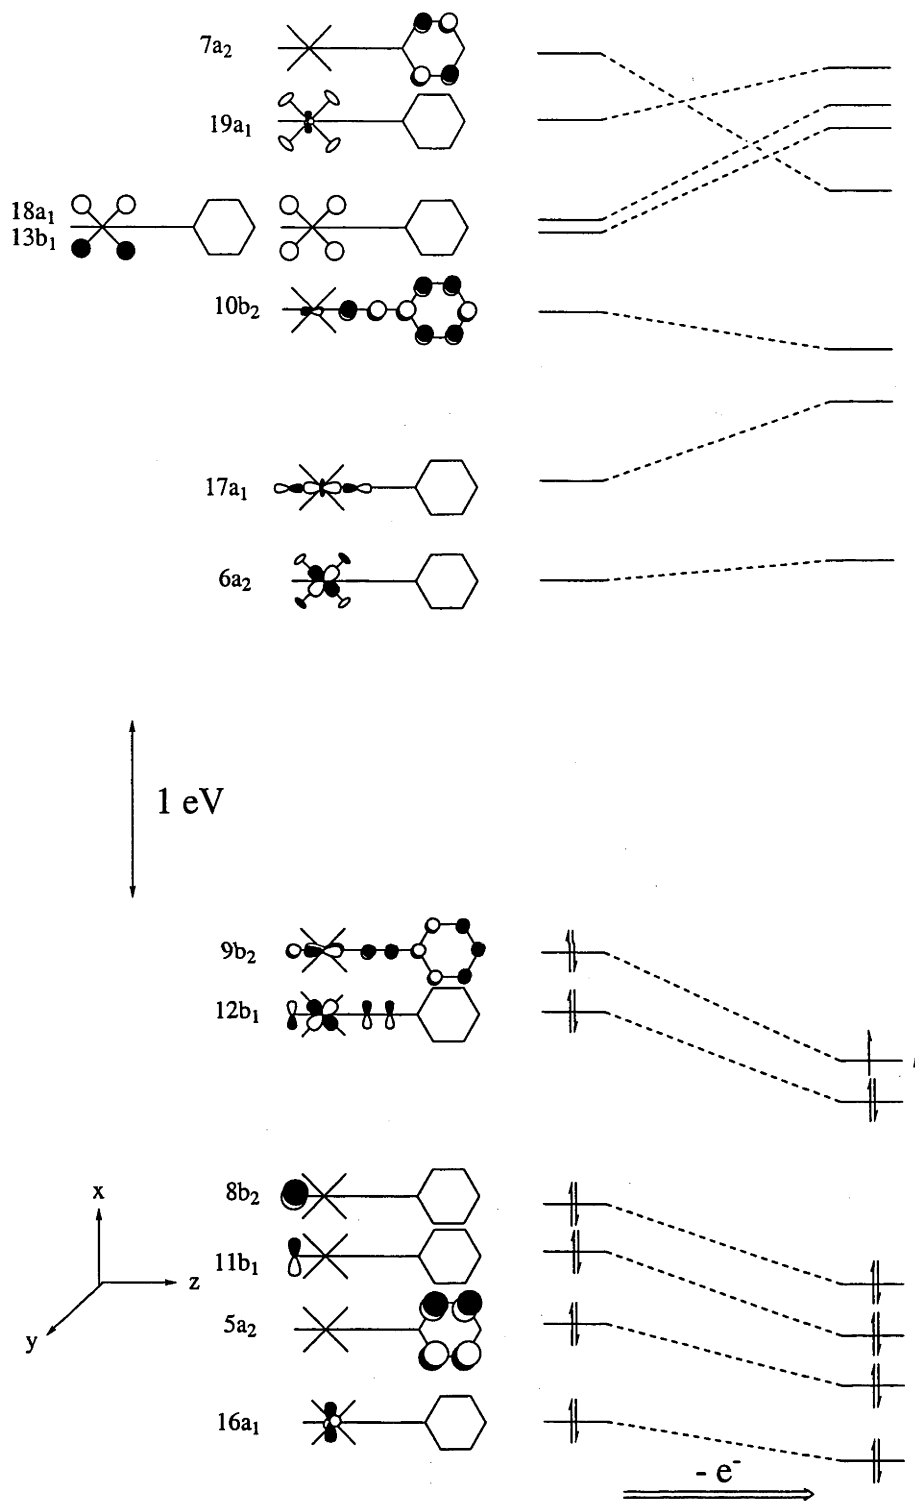 7a₂
19a₁
18a₁
13b₁
10b₂
17a₁
6a₂
1 eV
9b₂
12b₁
8b₂
x
11b₁
z
5a₂
y
16a₁
- e⁻